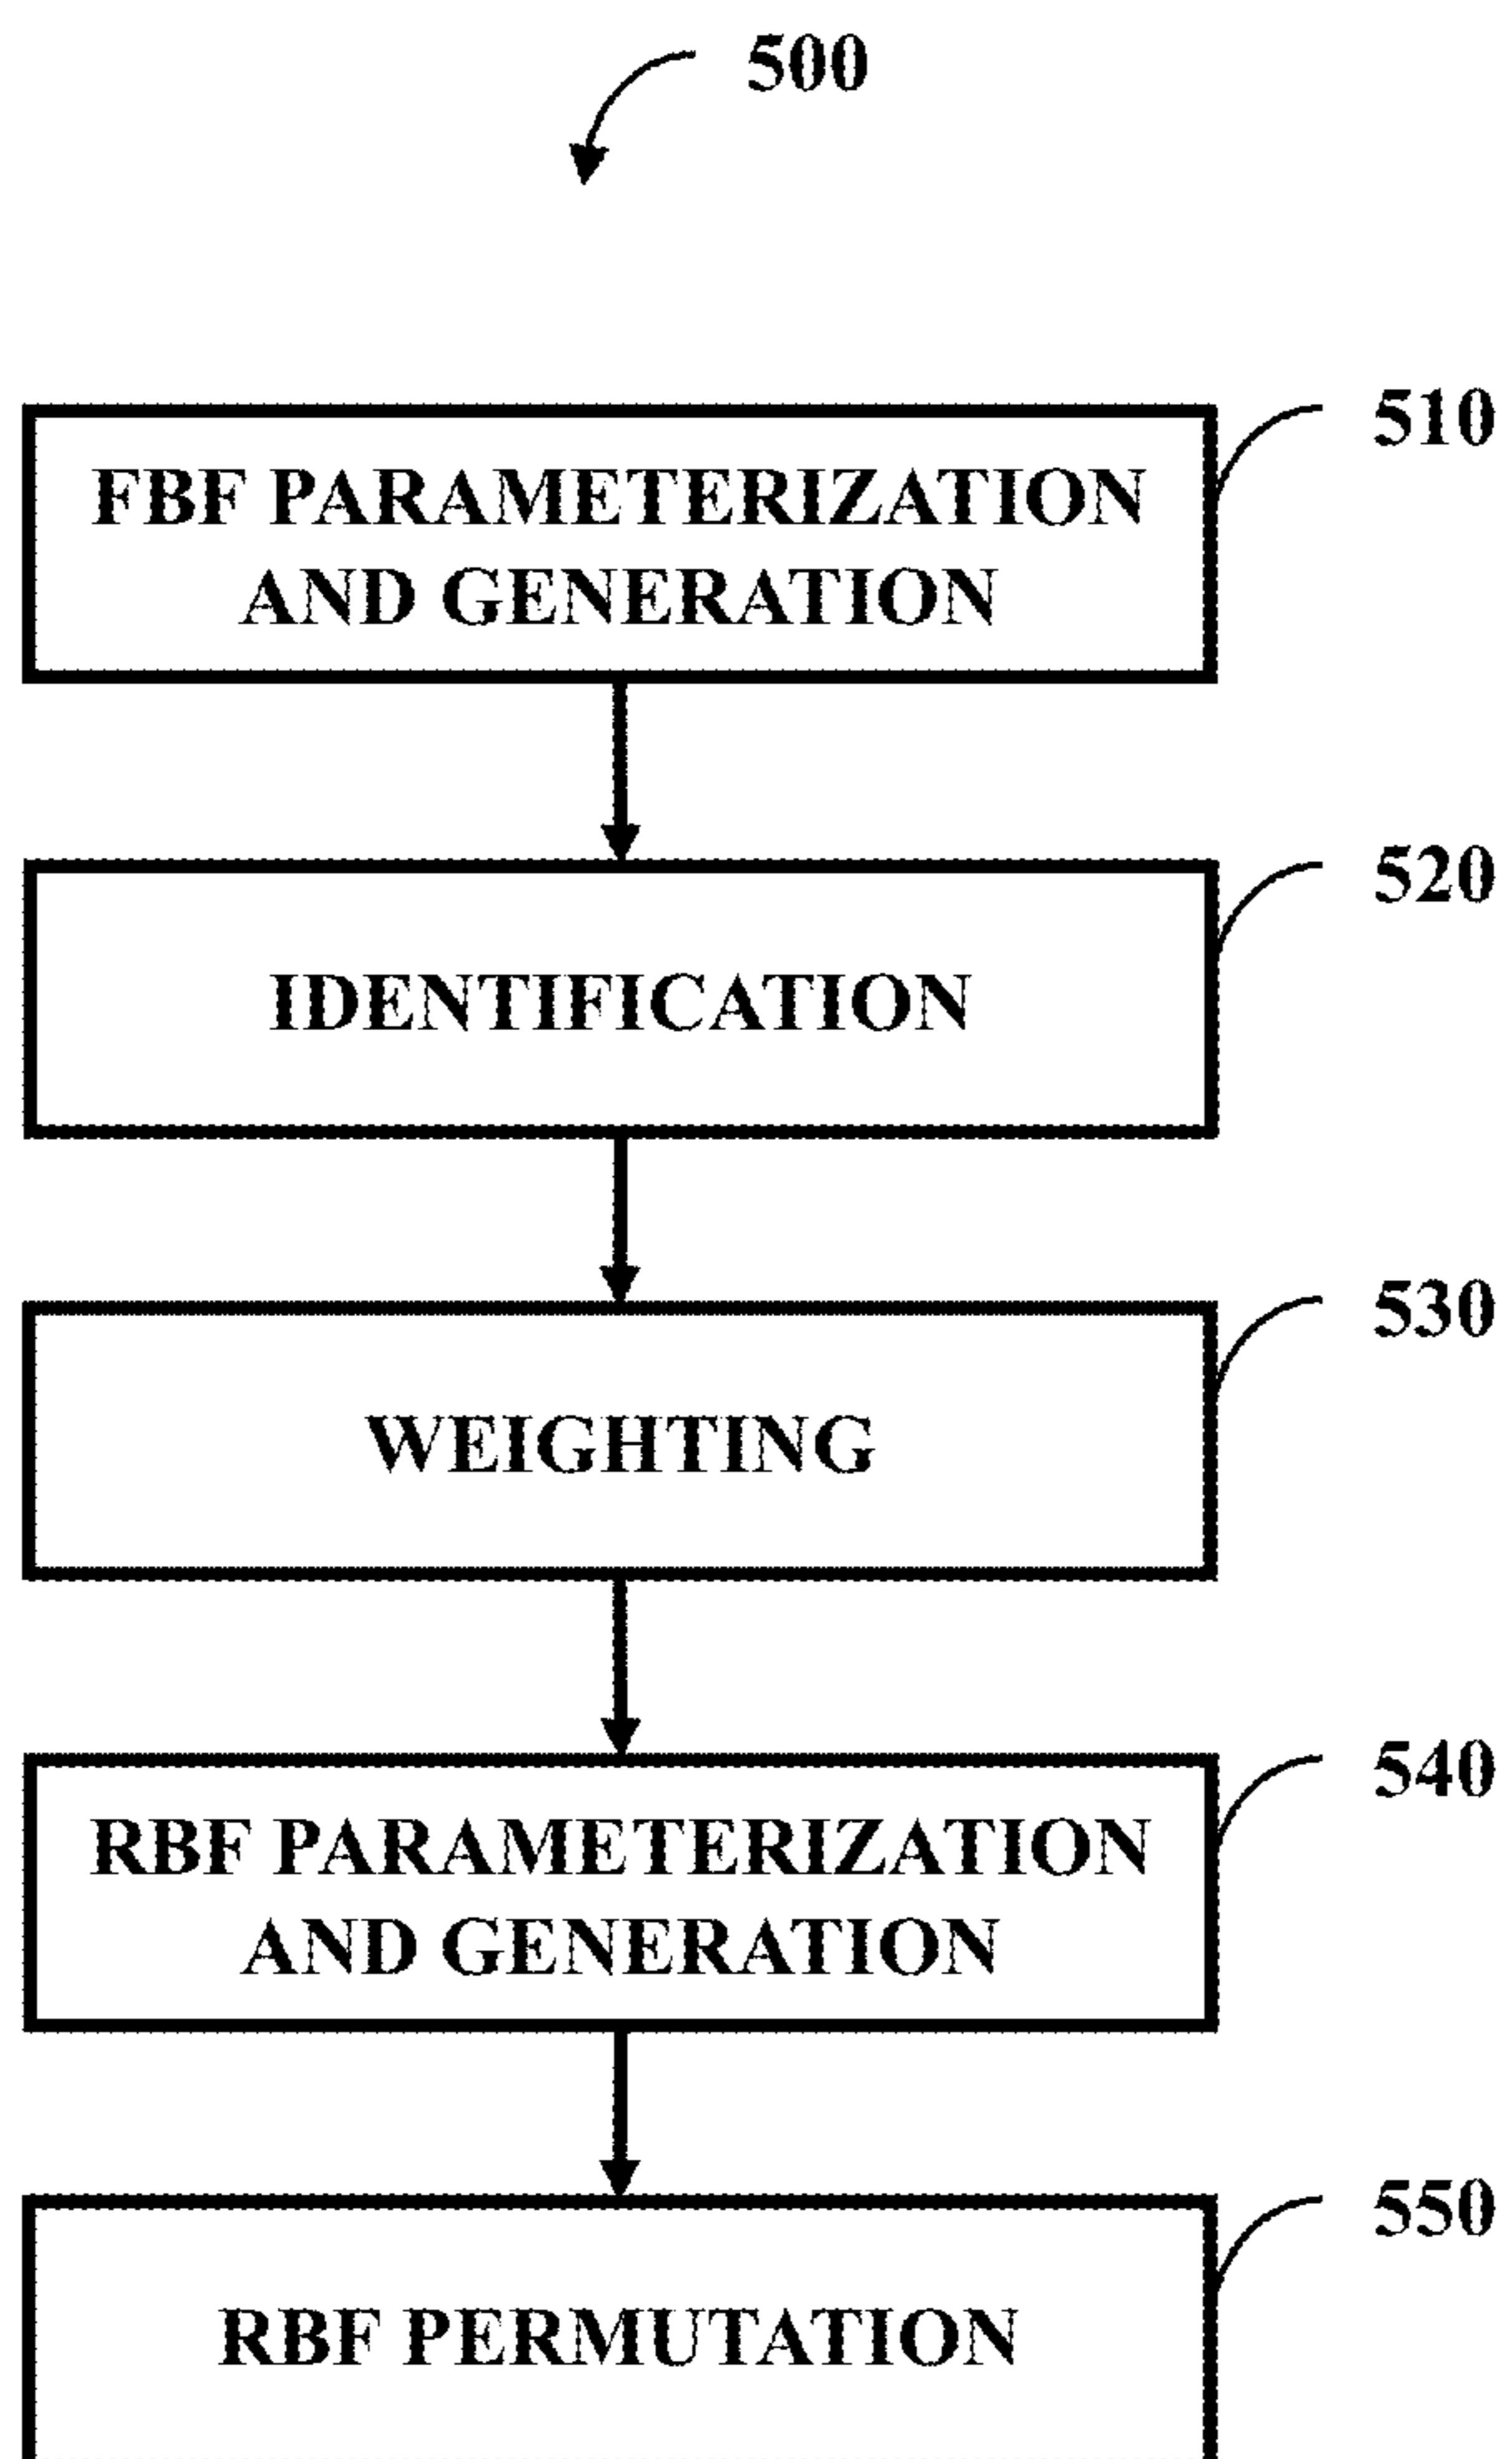 500
510
FBF PARAMETERIZATION
AND GENERATION
520
IDENTIFICATION
530
WEIGHTING
540
RBF PARAMETERIZATION
AND GENERATION
550
RBF PERMUTATION